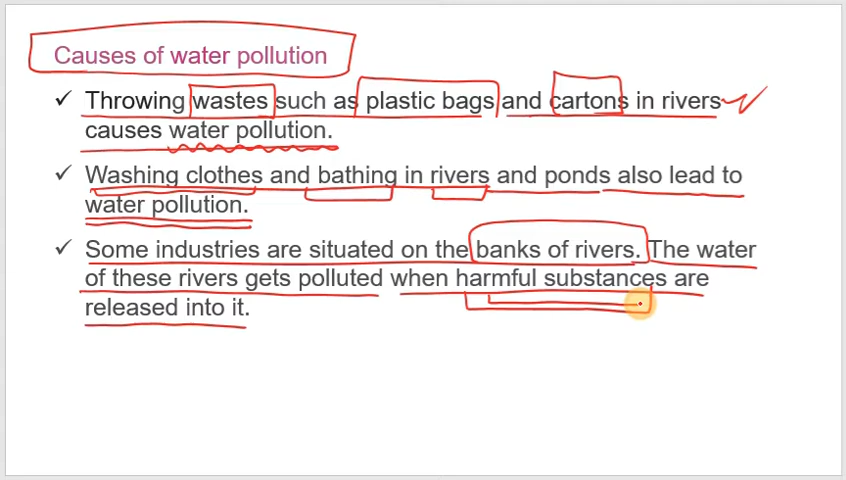 Causes of water pollution
✓ Throwing wastes such as plastic bags and cartons in rivers
causes water pollution.
✓ Washing clothes and bathing in rivers and ponds also lead to
water pollution.
✓ Some industries are situated on the banks of rivers. The water
of these rivers gets polluted when harmful substances are
released into it.